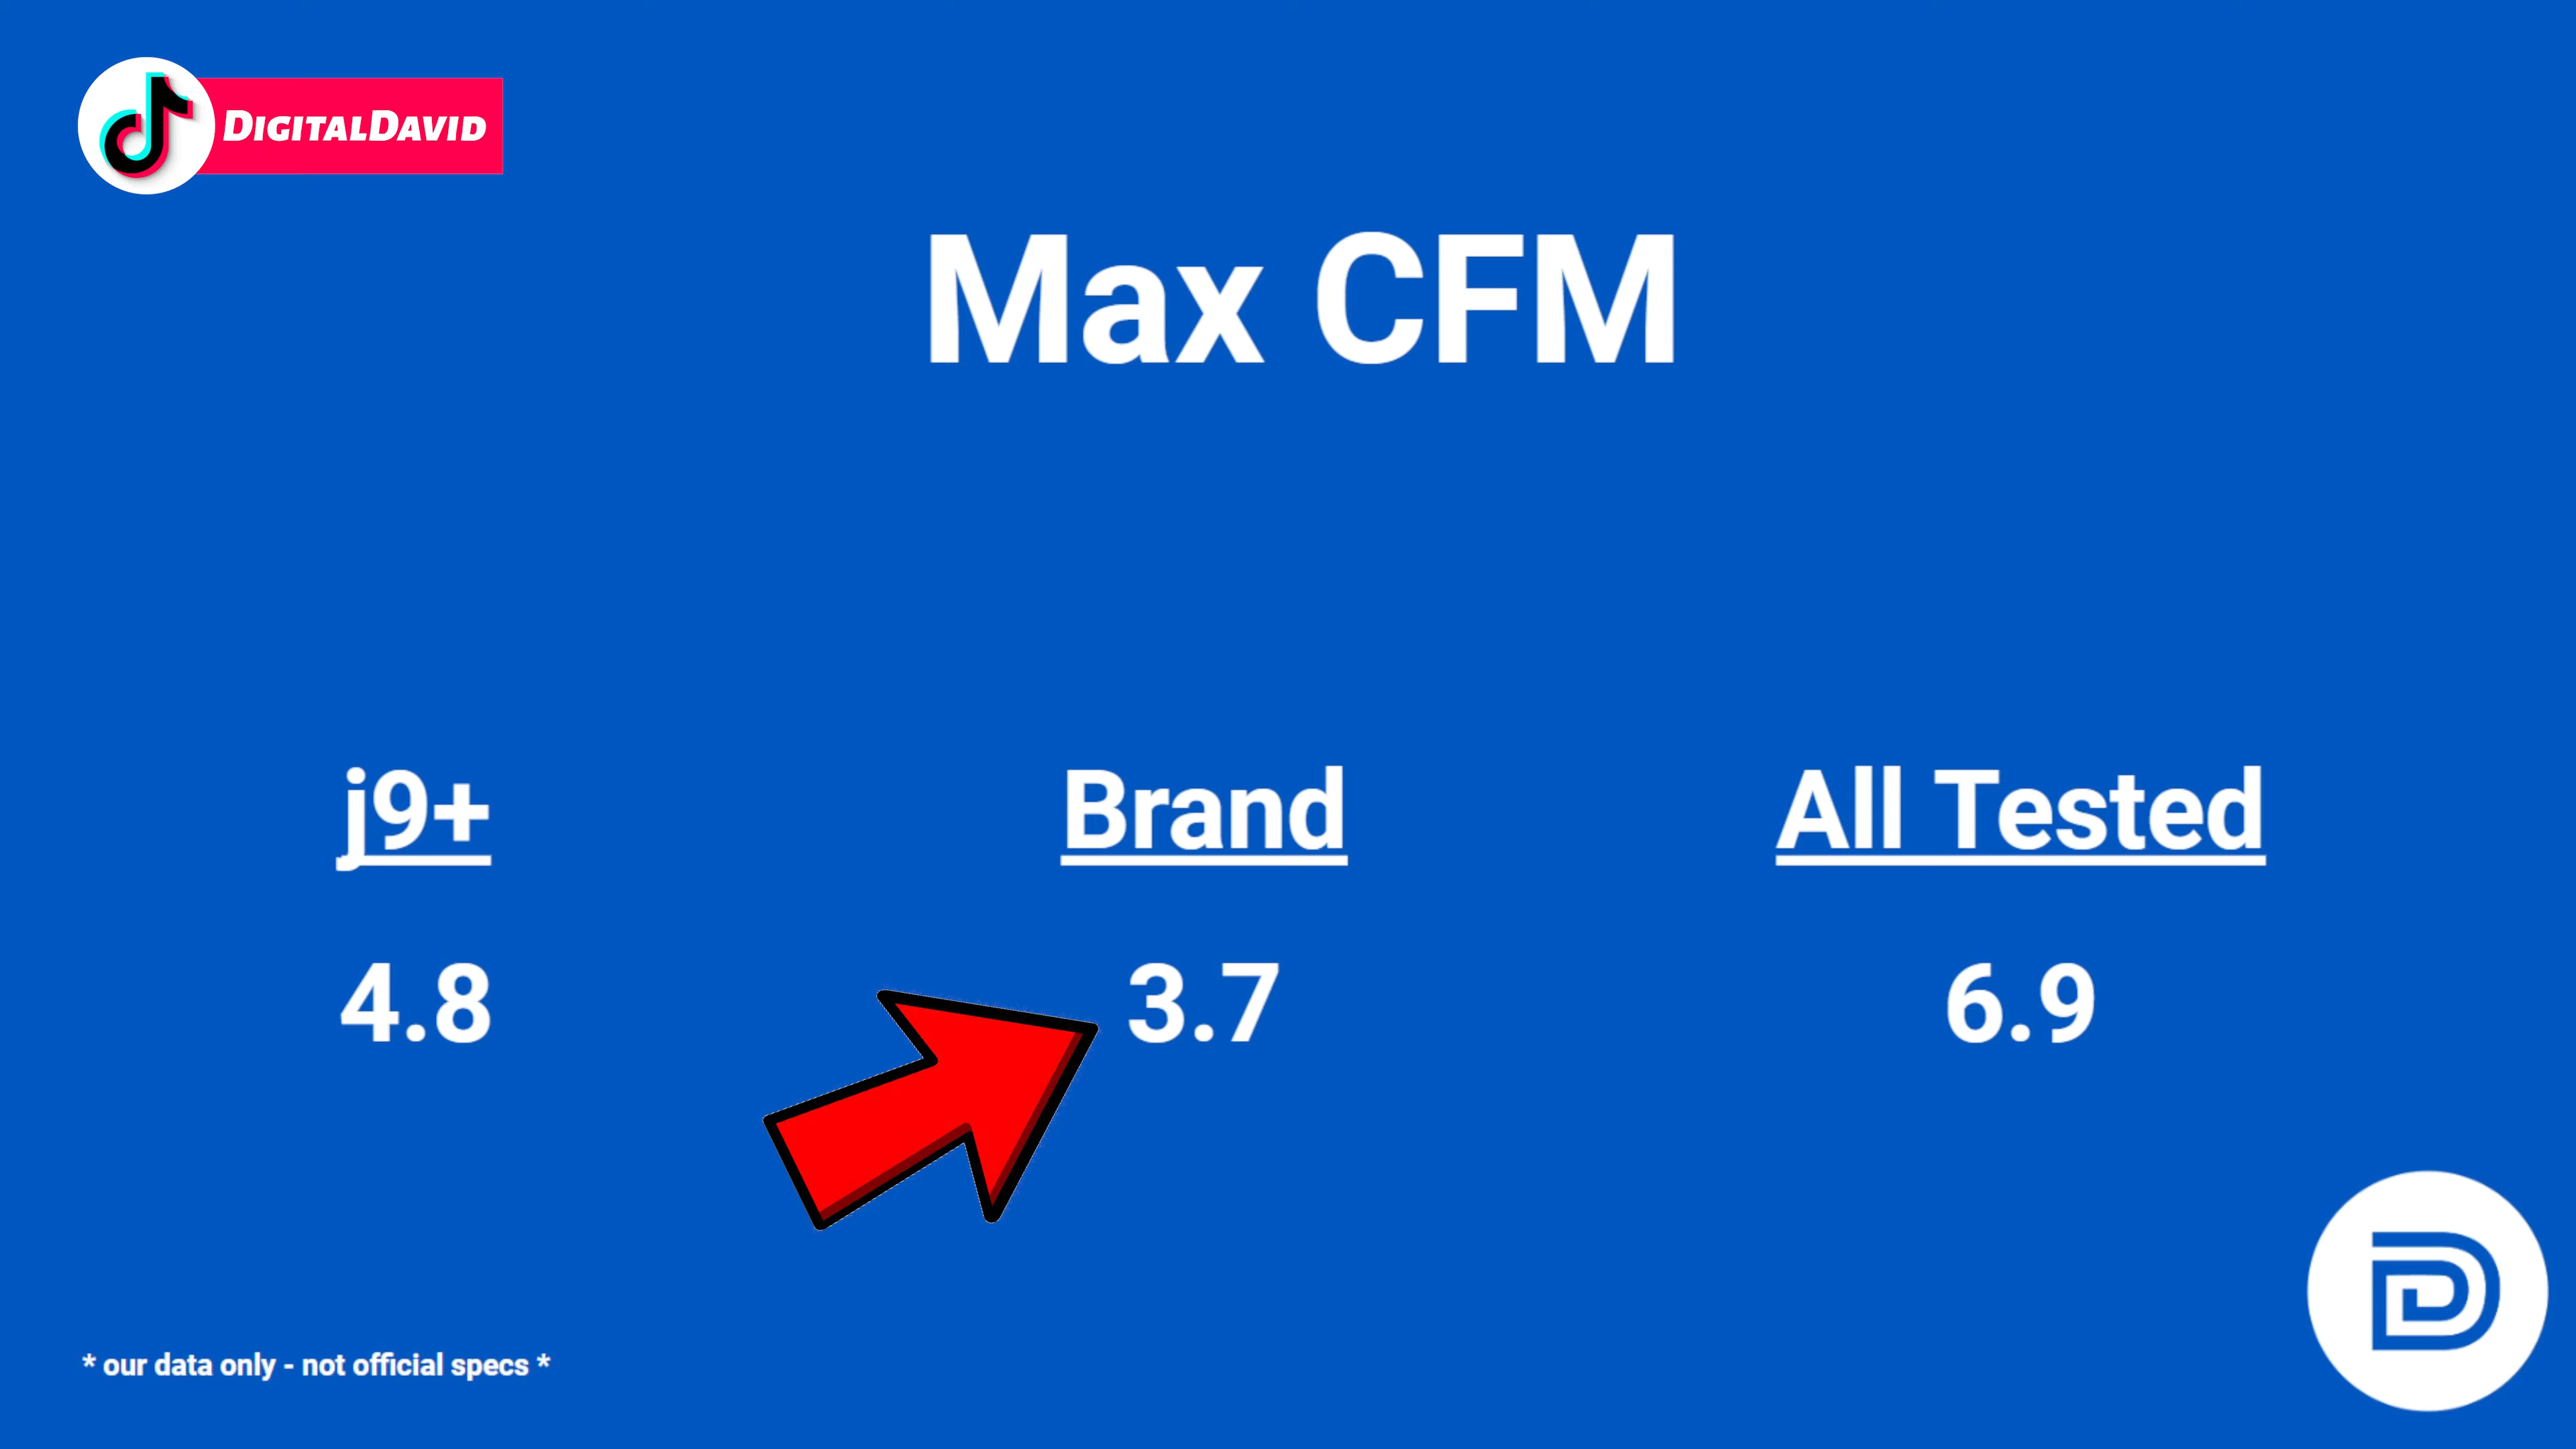 DIGITALDAVID
Max CFM
j9+ Brand All Tested
4.8 3.7 6.9
* our data only - not official specs *